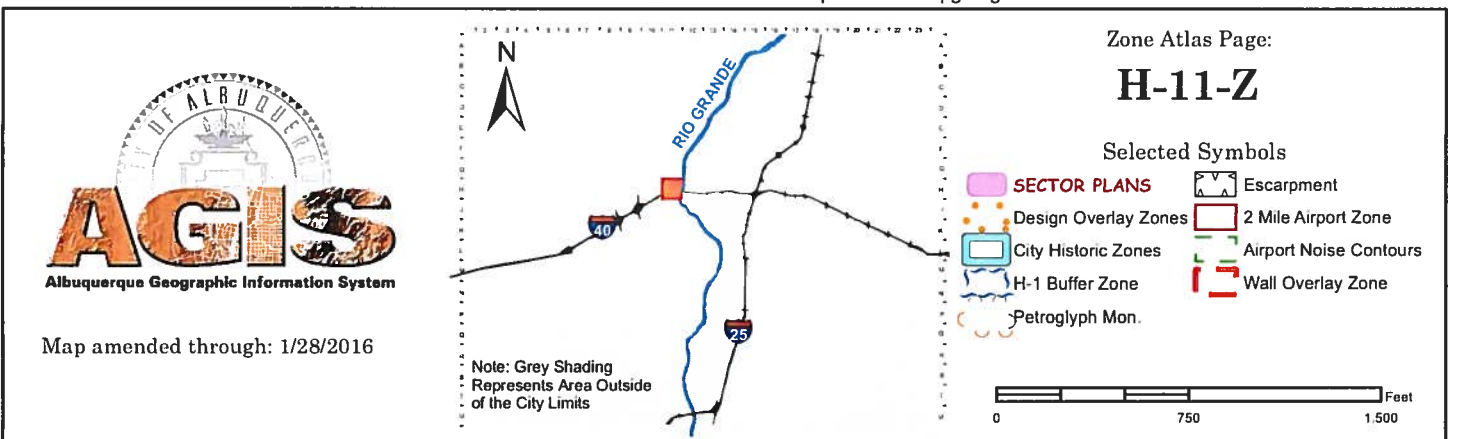 CITY OF ALBUQUERQUE
AGIS
Albuquerque Geographic Information System
Map amended through: 1/28/2016
N
RIO GRANDE
40
25
Note: Grey Shading
Represents Area Outside
of the City Limits
Zone Atlas Page:
H-11-Z
Selected Symbols
SECTOR PLANS
Escarpment
Design Overlay Zones
2 Mile Airport Zone
City Historic Zones
Airport Noise Contours
H-1 Buffer Zone
Wall Overlay Zone
Petroglyph Mon.
Feet
0 750 1,500